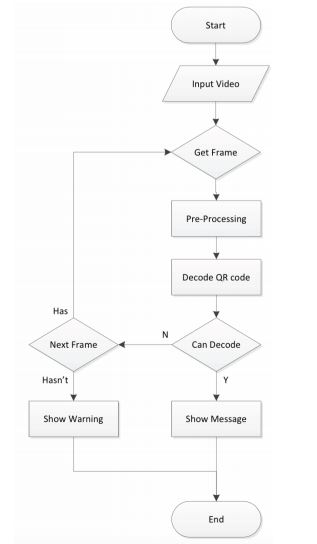 Start
Input Video
Get Frame
Pre-Processing
Decode QR code
Has
N
Next Frame
Can Decode
Hasn't
Y
Show Warning
Show Message
End